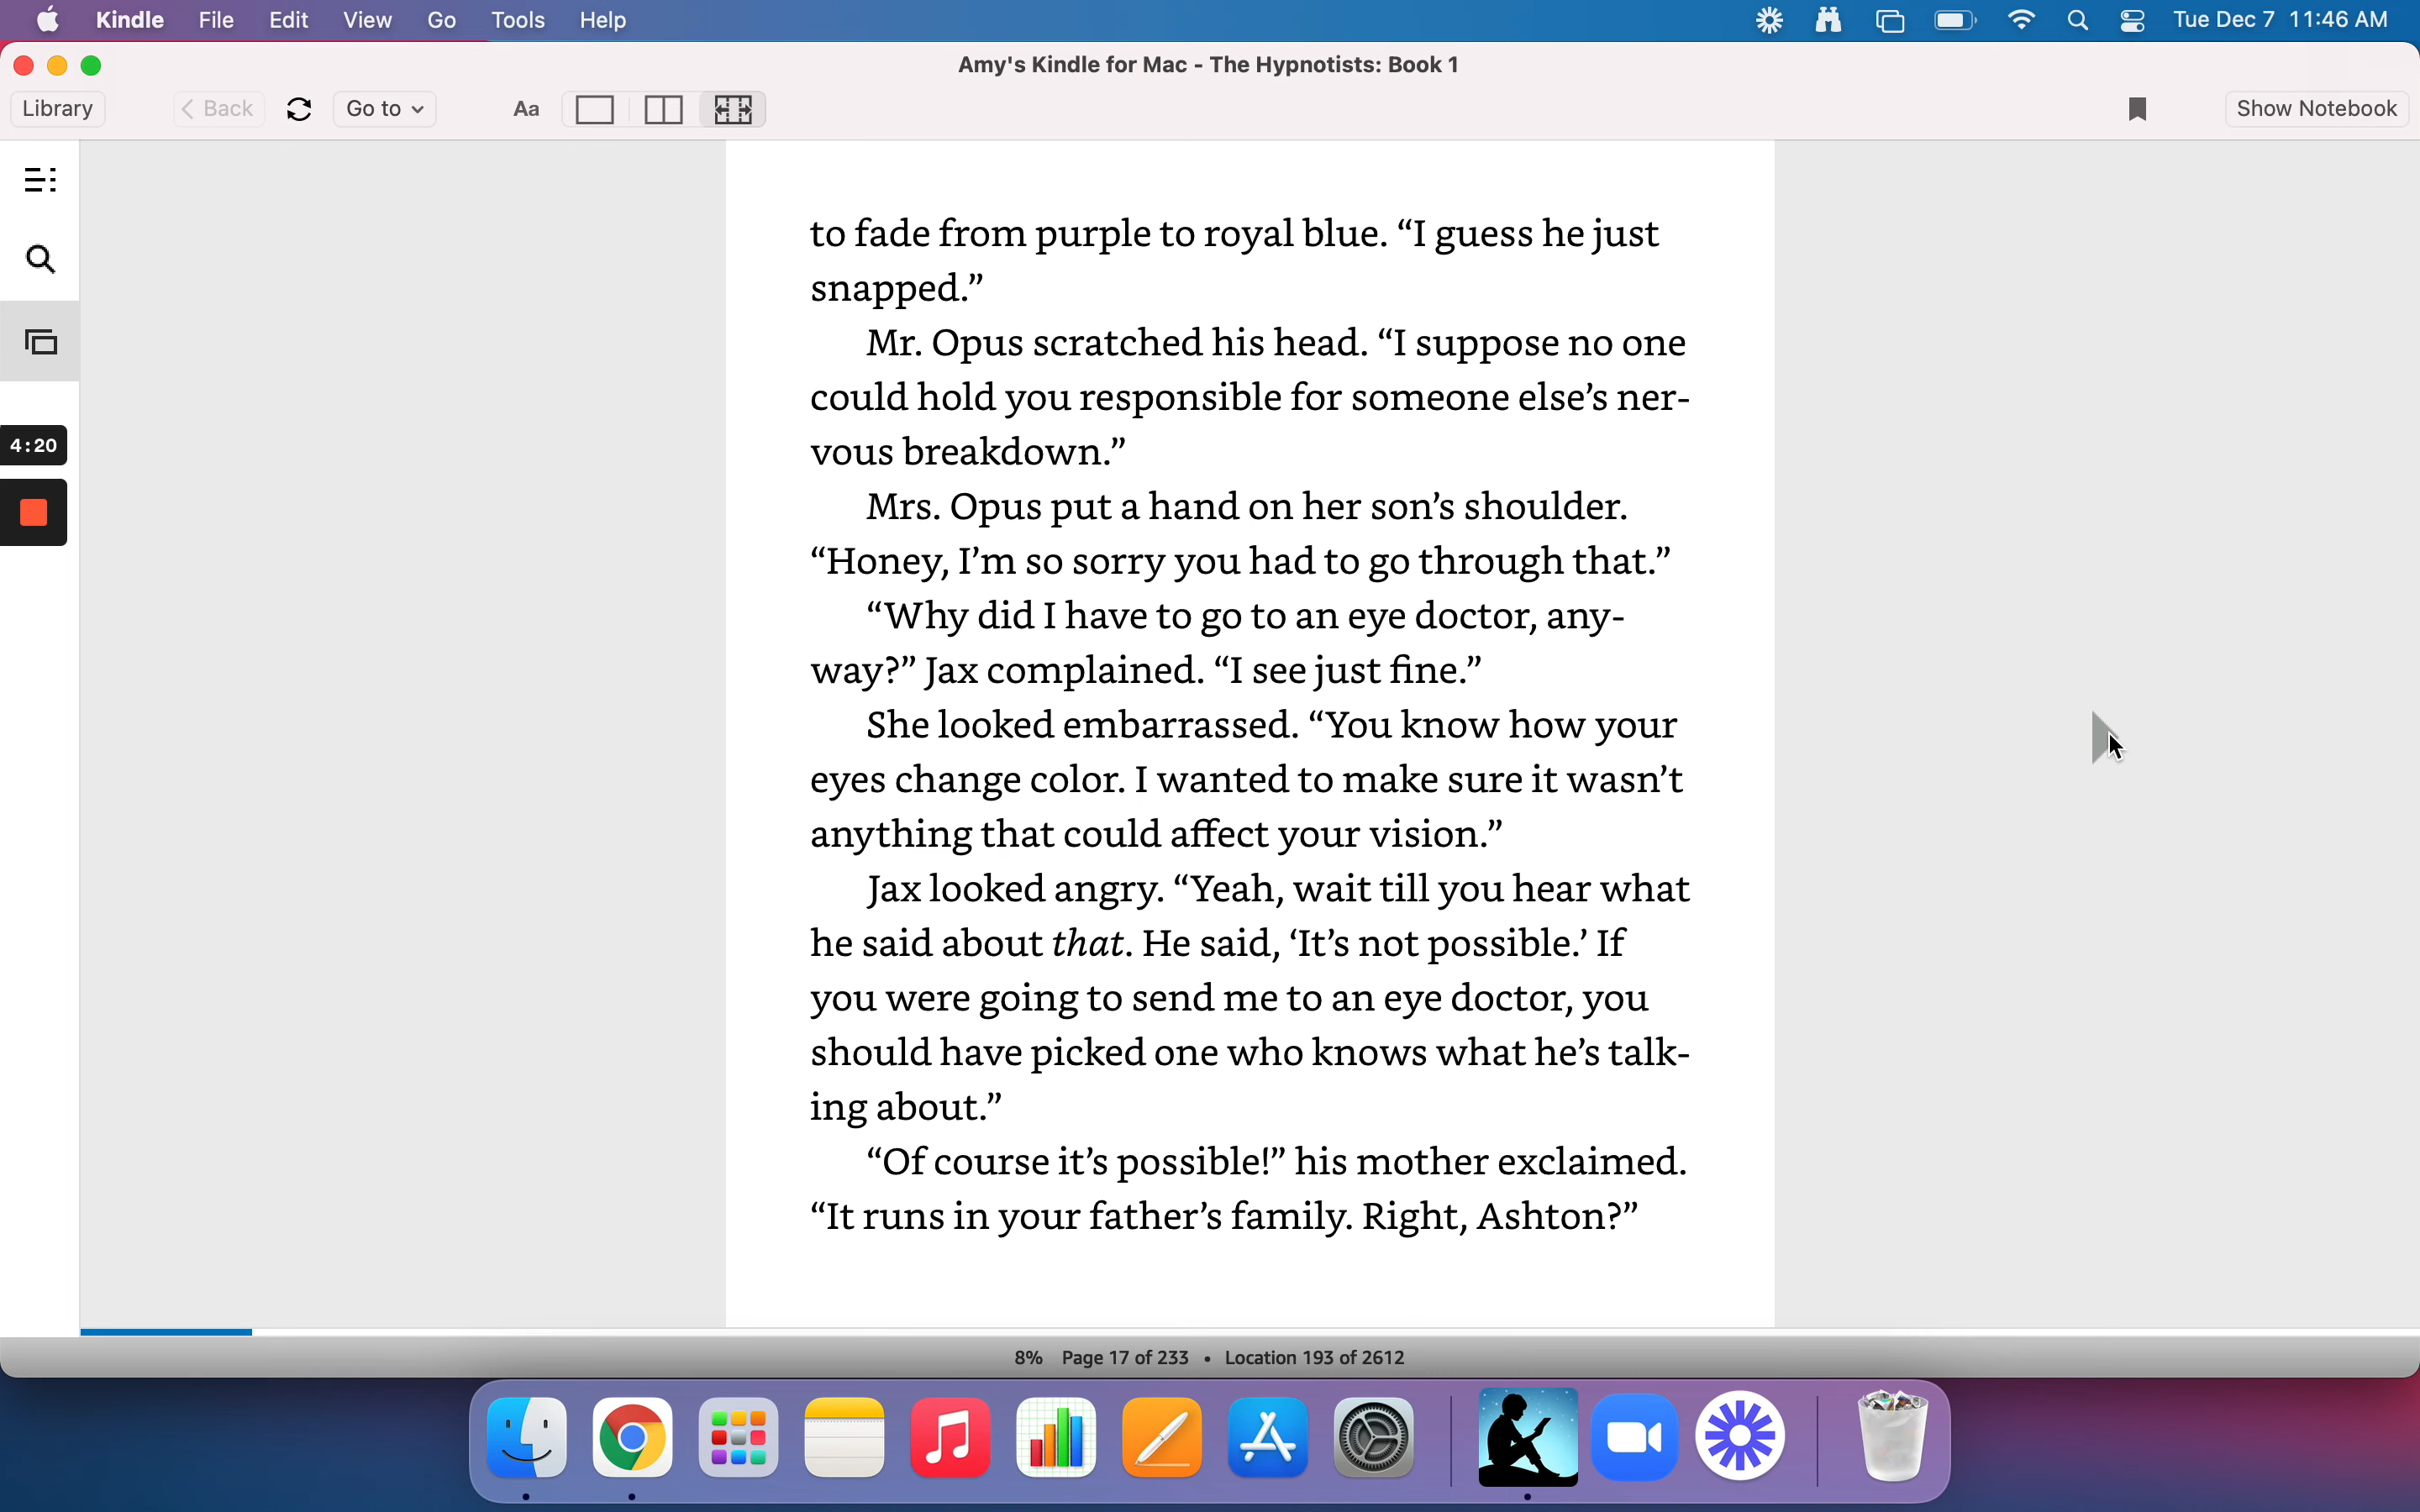 Kindle File Edit View Go Tools Help Tue Dec 7 11:46 AM
Amy's Kindle for Mac - The Hypnotists: Book 1
Library Back Go to Aa Show Notebook
to fade from purple to royal blue. “I guess he just
snapped.”
Mr. Opus scratched his head. “I suppose no one
could hold you responsible for someone else’s ner-
vous breakdown.”
Mrs. Opus put a hand on her son’s shoulder.
“Honey, I’m so sorry you had to go through that.”
“Why did I have to go to an eye doctor, any-
way?” Jax complained. “I see just fine.”
She looked embarrassed. “You know how your
eyes change color. I wanted to make sure it wasn’t
anything that could affect your vision.”
Jax looked angry. “Yeah, wait till you hear what
he said about that. He said, ‘It’s not possible.’ If
you were going to send me to an eye doctor, you
should have picked one who knows what he’s talk-
ing about.”
“Of course it’s possible!” his mother exclaimed.
“It runs in your father’s family. Right, Ashton?”
4:20
8% Page 17 of 233 • Location 193 of 2612